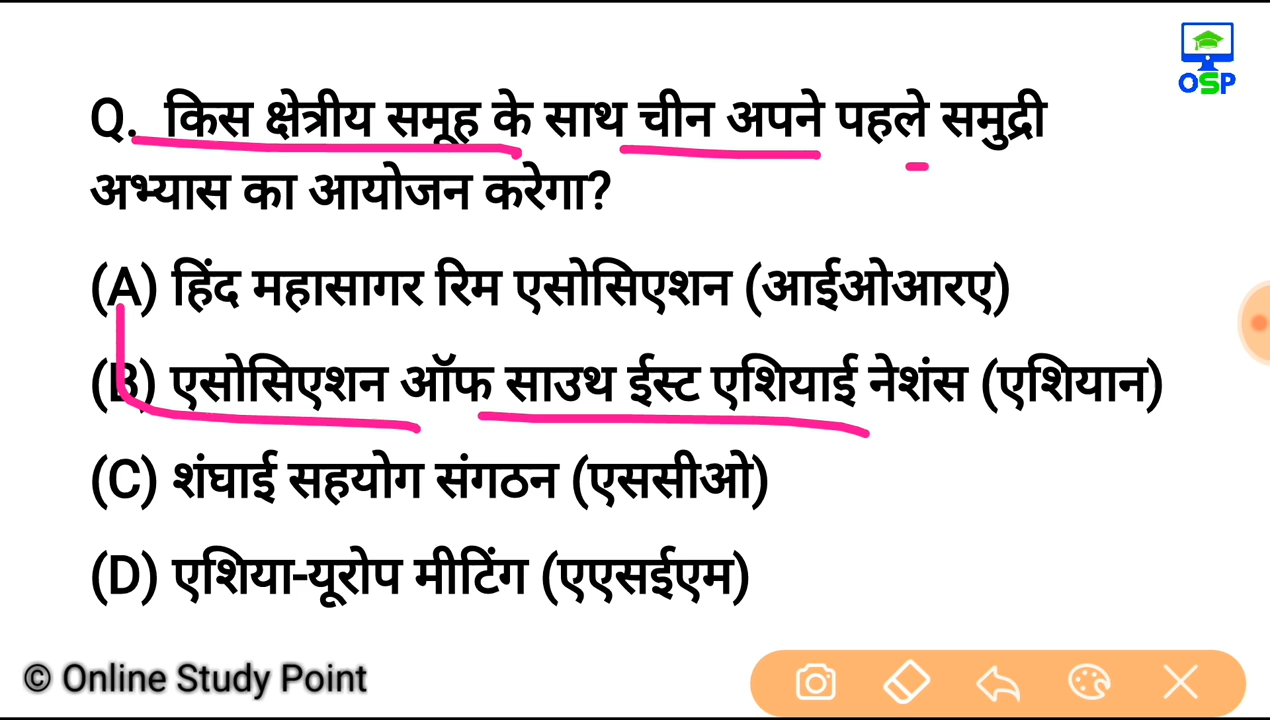 OSP
Q. किस क्षेत्रीय समूह के साथ चीन अपने पहले समुद्री
अभ्यास का आयोजन करेगा?
(A) हिंद महासागर रिम एसोसिएशन (आईओआरए)
(B) एसोसिएशन ऑफ साउथ ईस्ट एशियाई नेशंस (एशियान)
(C) शंघाई सहयोग संगठन (एससीओ)
(D) एशिया-यूरोप मीटिंग (एएसईएम)
© Online Study Point